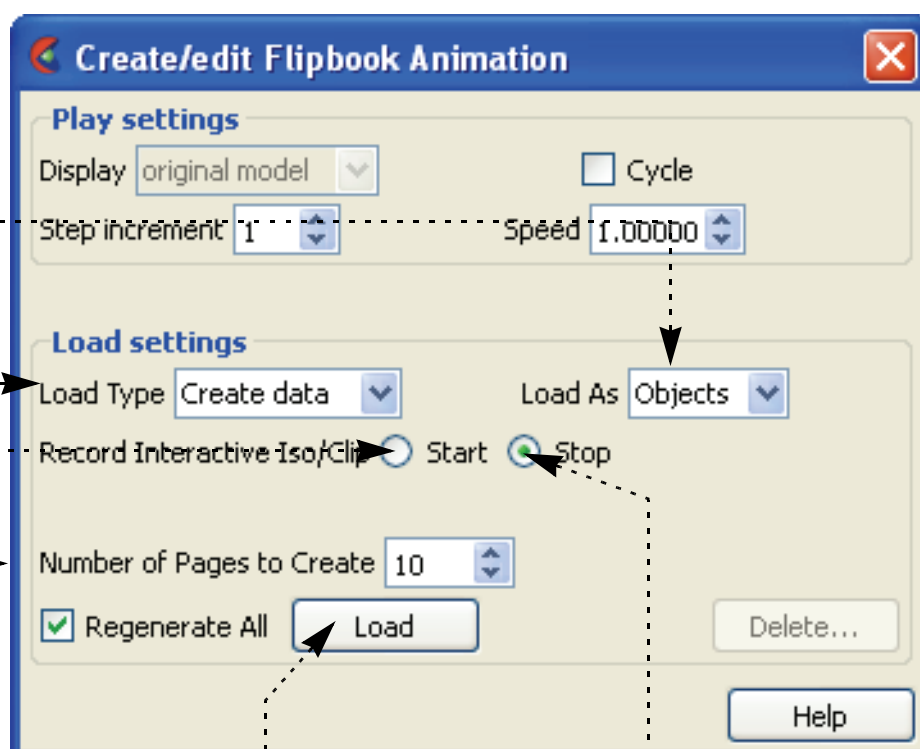 Create/edit Flipbook Animation
Play settings
Display original model Cycle
Step increment 1 Speed 1.00000
Load settings
Load Type Create data Load As Objects
Record Interactive Iso/Clip Start Stop
Number of Pages to Create 10
Regenerate All Load Delete...
Help